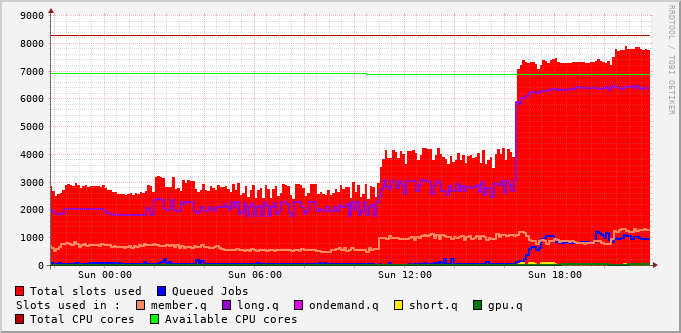 9000
8000
7000
6000
5000
4000
3000
2000
1000
0
Sun 00:00 Sun 06:00 Sun 12:00 Sun 18:00
RRDTOOL / TOBI OETIKER
Total slots used Queued Jobs
Slots used in : member.q long.q ondemand.q short.q gpu.q
Total CPU cores Available CPU cores